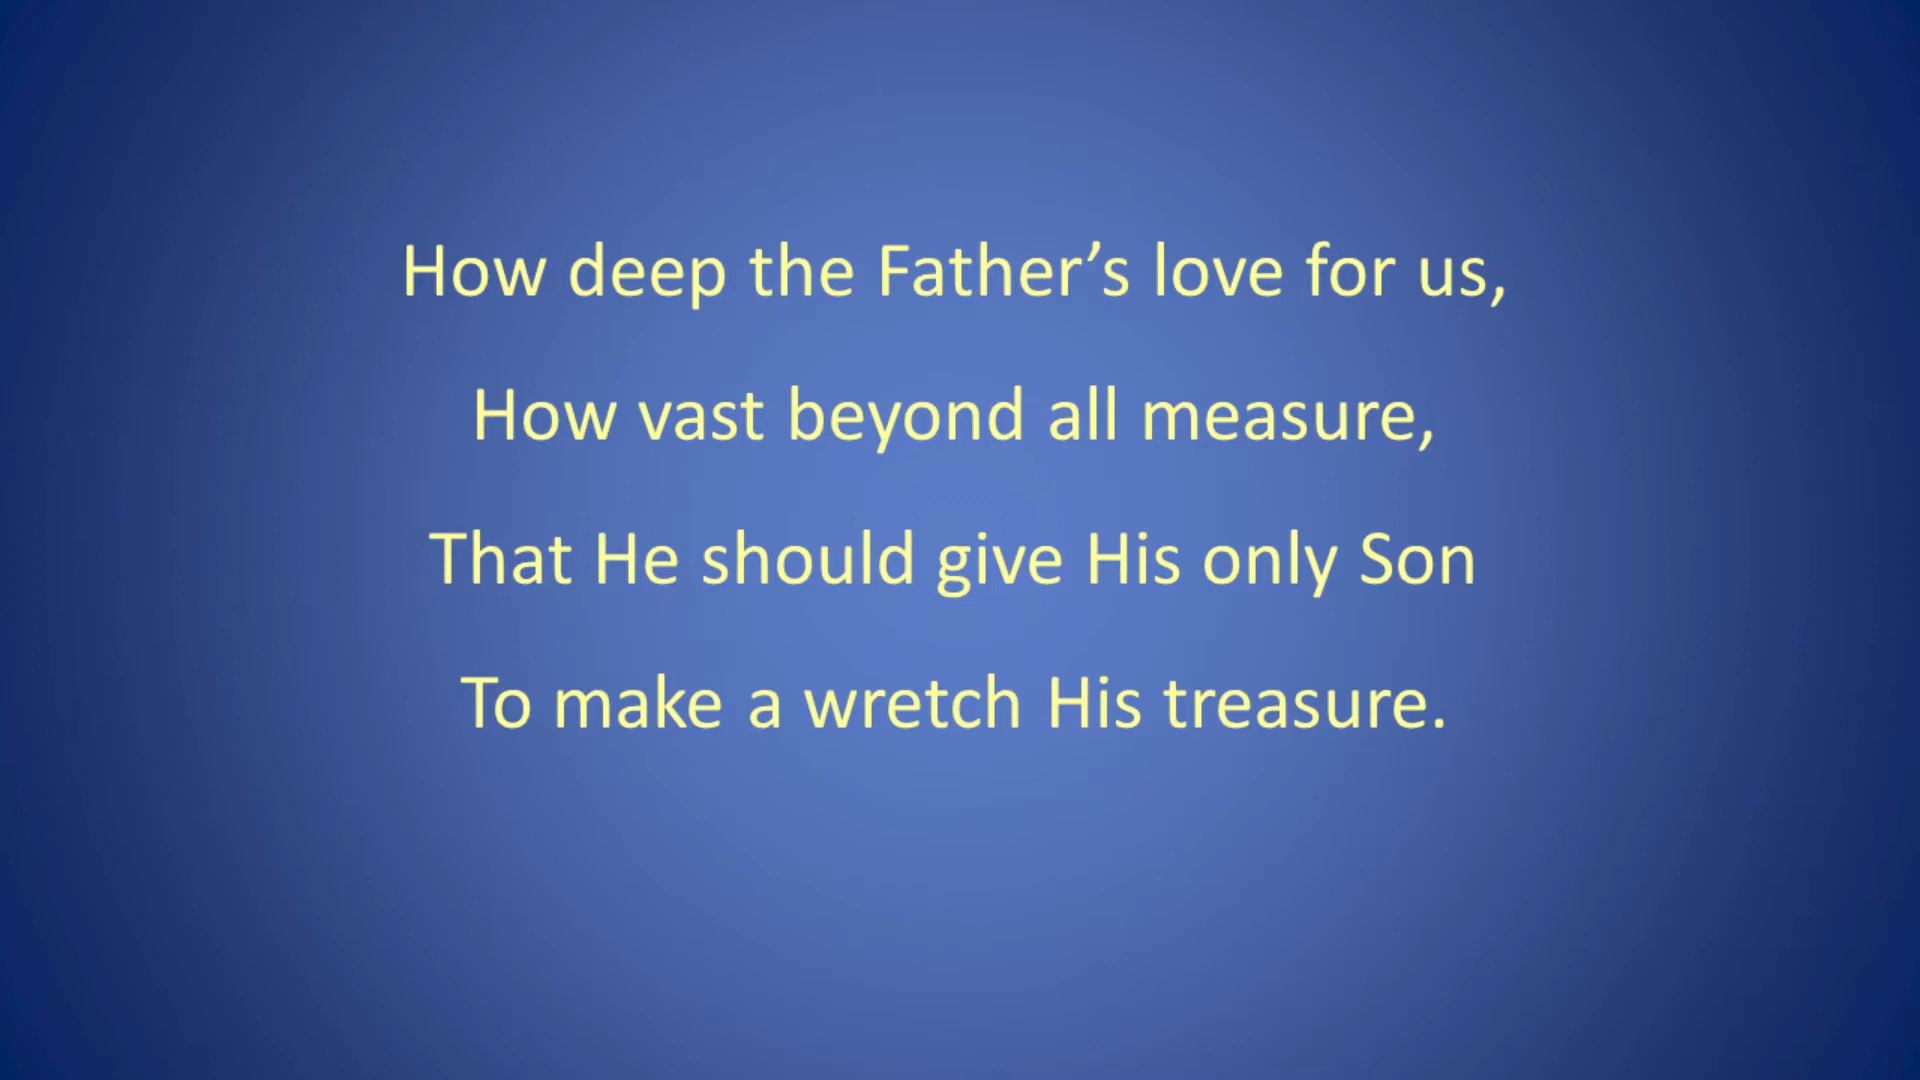 How deep the Father’s love for us,
How vast beyond all measure,
That He should give His only Son
To make a wretch His treasure.